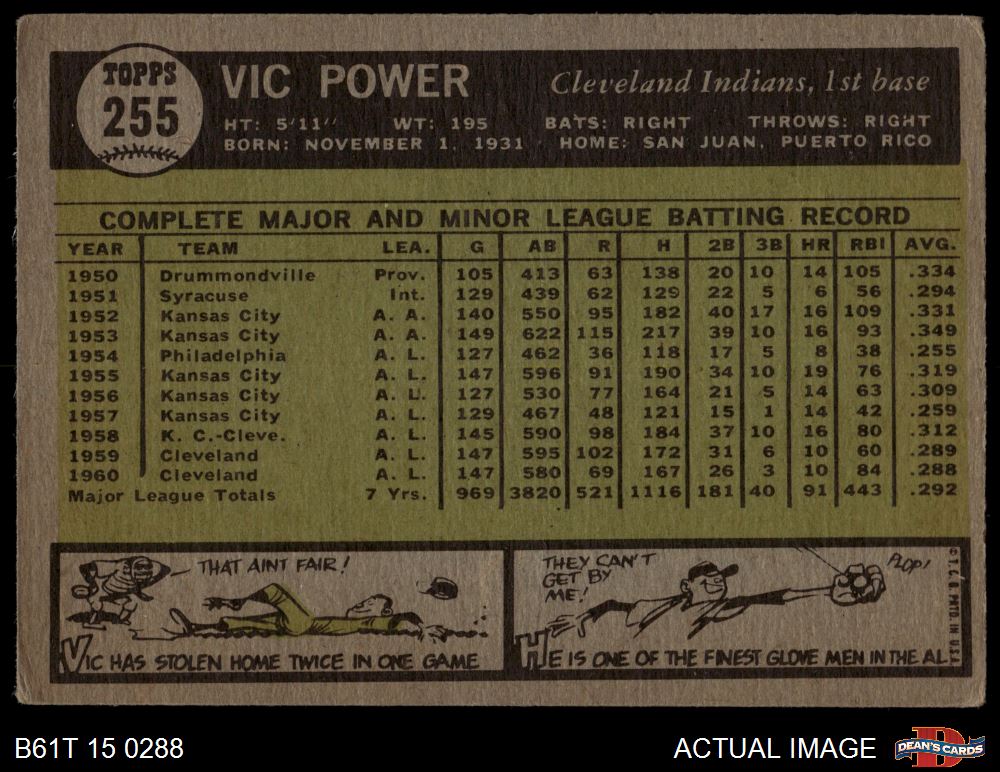 TOPPS
255
VIC POWER
Cleveland Indians, 1st base
HT: 5'11" WT: 195 BATS: RIGHT THROWS: RIGHT
BORN: NOVEMBER 1, 1931 HOME: SAN JUAN, PUERTO RICO
COMPLETE MAJOR AND MINOR LEAGUE BATTING RECORD
YEAR TEAM LEA. G AB R H 2B 3B HR RBI AVG.
1950 Drummondville Prov. 105 413 63 138 20 10 14 105 .334
1951 Syracuse Int. 129 439 62 129 22 5 6 56 .294
1952 Kansas City A. A. 140 550 95 182 40 17 16 109 .331
1953 Kansas City A. A. 149 622 115 217 39 10 16 93 .349
1954 Philadelphia A. L. 127 462 36 118 17 5 8 38 .255
1955 Kansas City A. L. 147 596 91 190 34 10 19 76 .319
1956 Kansas City A. L. 127 530 77 164 21 5 14 63 .309
1957 Kansas City A. L. 129 467 48 121 15 1 14 42 .259
1958 K. C.-Cleve. A. L. 145 590 98 184 37 10 16 80 .312
1959 Cleveland A. L. 147 595 102 172 31 6 10 60 .289
1960 Cleveland A. L. 147 580 69 167 26 3 10 84 .288
Major League Totals 7 Yrs. 969 3820 521 1116 181 40 91 443 .292
THAT AINT FAIR!
VIC HAS STOLEN HOME TWICE IN ONE GAME
THEY CAN'T
GET BY
ME!
PLOP!
HE IS ONE OF THE FINEST GLOVE MEN IN THE AL
© T.C.G. PRTD. IN U.S.A.
B61T 15 0288
ACTUAL IMAGE
DEAN'S CARDS